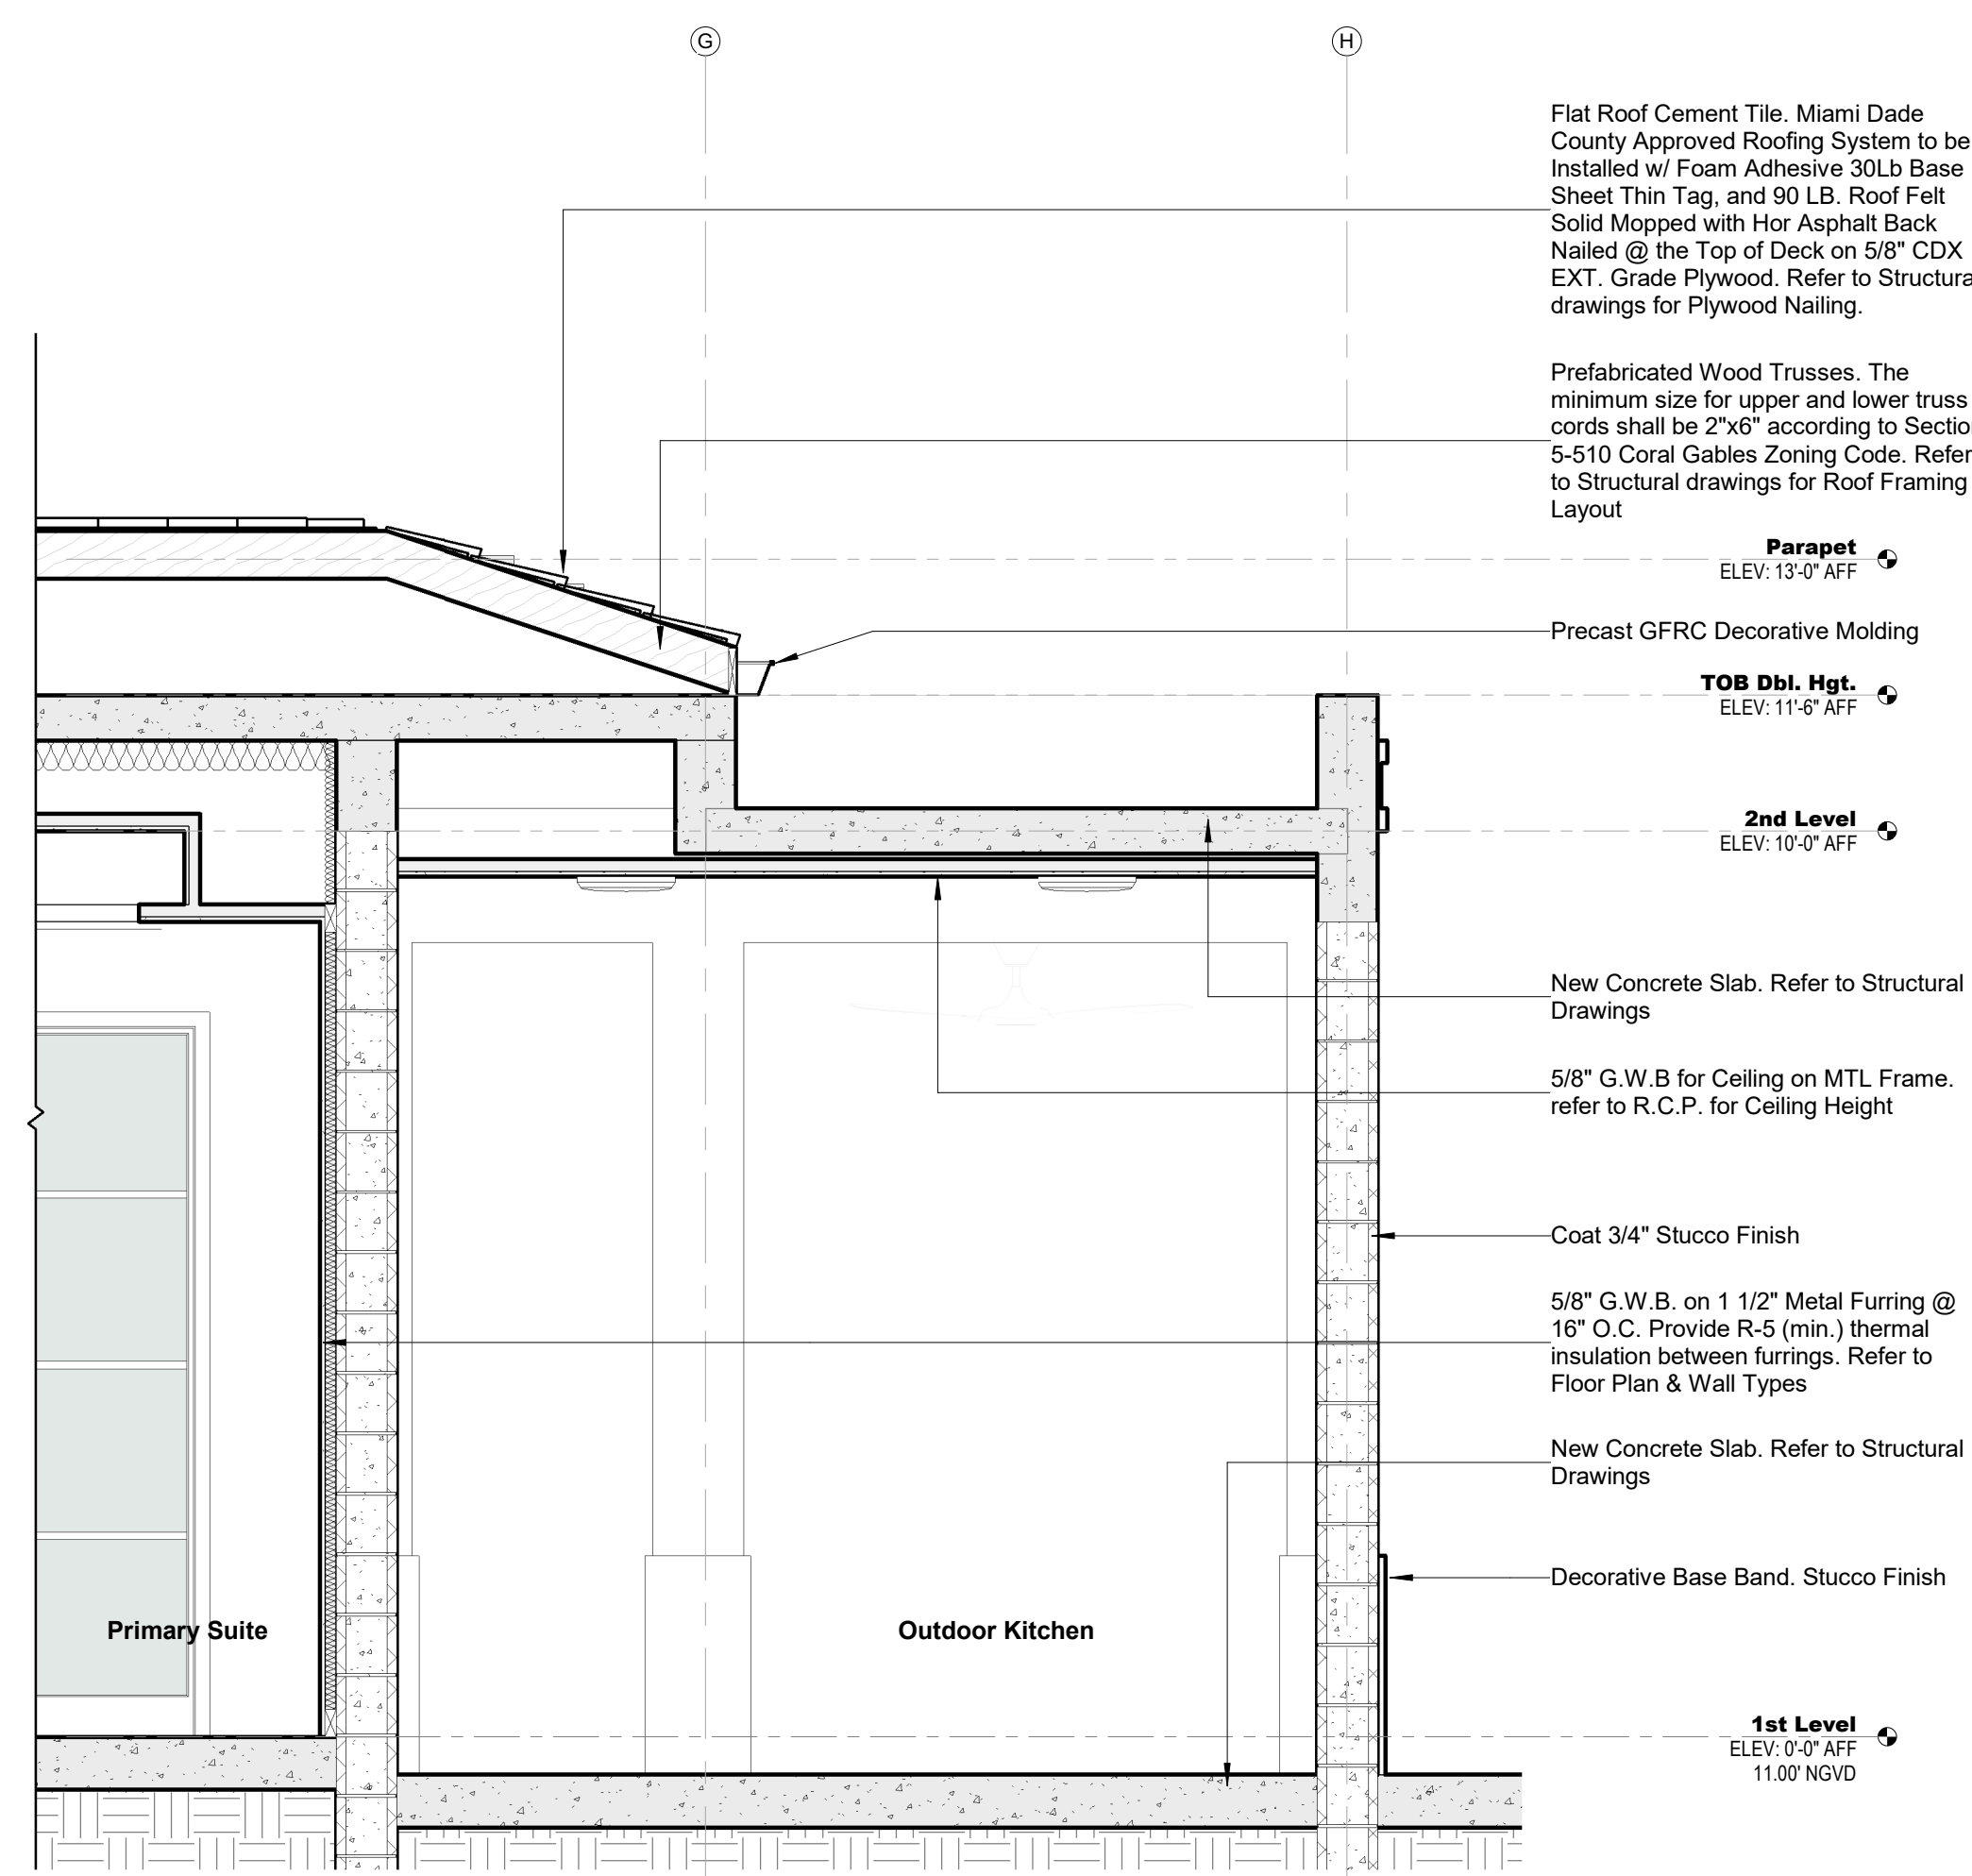 G
H
Flat Roof Cement Tile. Miami Dade
County Approved Roofing System to be
Installed w/ Foam Adhesive 30Lb Base
Sheet Thin Tag, and 90 LB. Roof Felt
Solid Mopped with Hor Asphalt Back
Nailed @ the Top of Deck on 5/8" CDX
EXT. Grade Plywood. Refer to Structura
drawings for Plywood Nailing.
Prefabricated Wood Trusses. The
minimum size for upper and lower truss
cords shall be 2"x6" according to Sectio
5-510 Coral Gables Zoning Code. Refer
to Structural drawings for Roof Framing
Layout
Parapet
ELEV: 13'-0" AFF
Precast GFRC Decorative Molding
TOB Dbl. Hgt.
ELEV: 11'-6" AFF
2nd Level
ELEV: 10'-0" AFF
New Concrete Slab. Refer to Structural
Drawings
5/8" G.W.B for Ceiling on MTL Frame.
refer to R.C.P. for Ceiling Height
Coat 3/4" Stucco Finish
5/8" G.W.B. on 1 1/2" Metal Furring @
16" O.C. Provide R-5 (min.) thermal
insulation between furrings. Refer to
Floor Plan & Wall Types
New Concrete Slab. Refer to Structural
Drawings
Decorative Base Band. Stucco Finish
Primary Suite
Outdoor Kitchen
1st Level
ELEV: 0'-0" AFF
11.00' NGVD